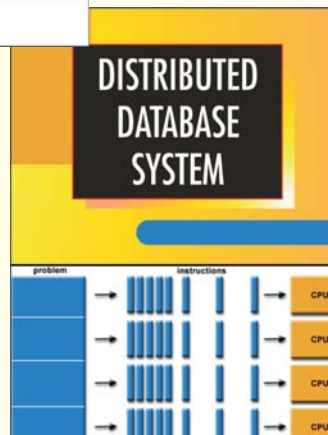 DISTRIBUTED
DATABASE
SYSTEM
problem instructions
CPU
CPU
CPU
CPU